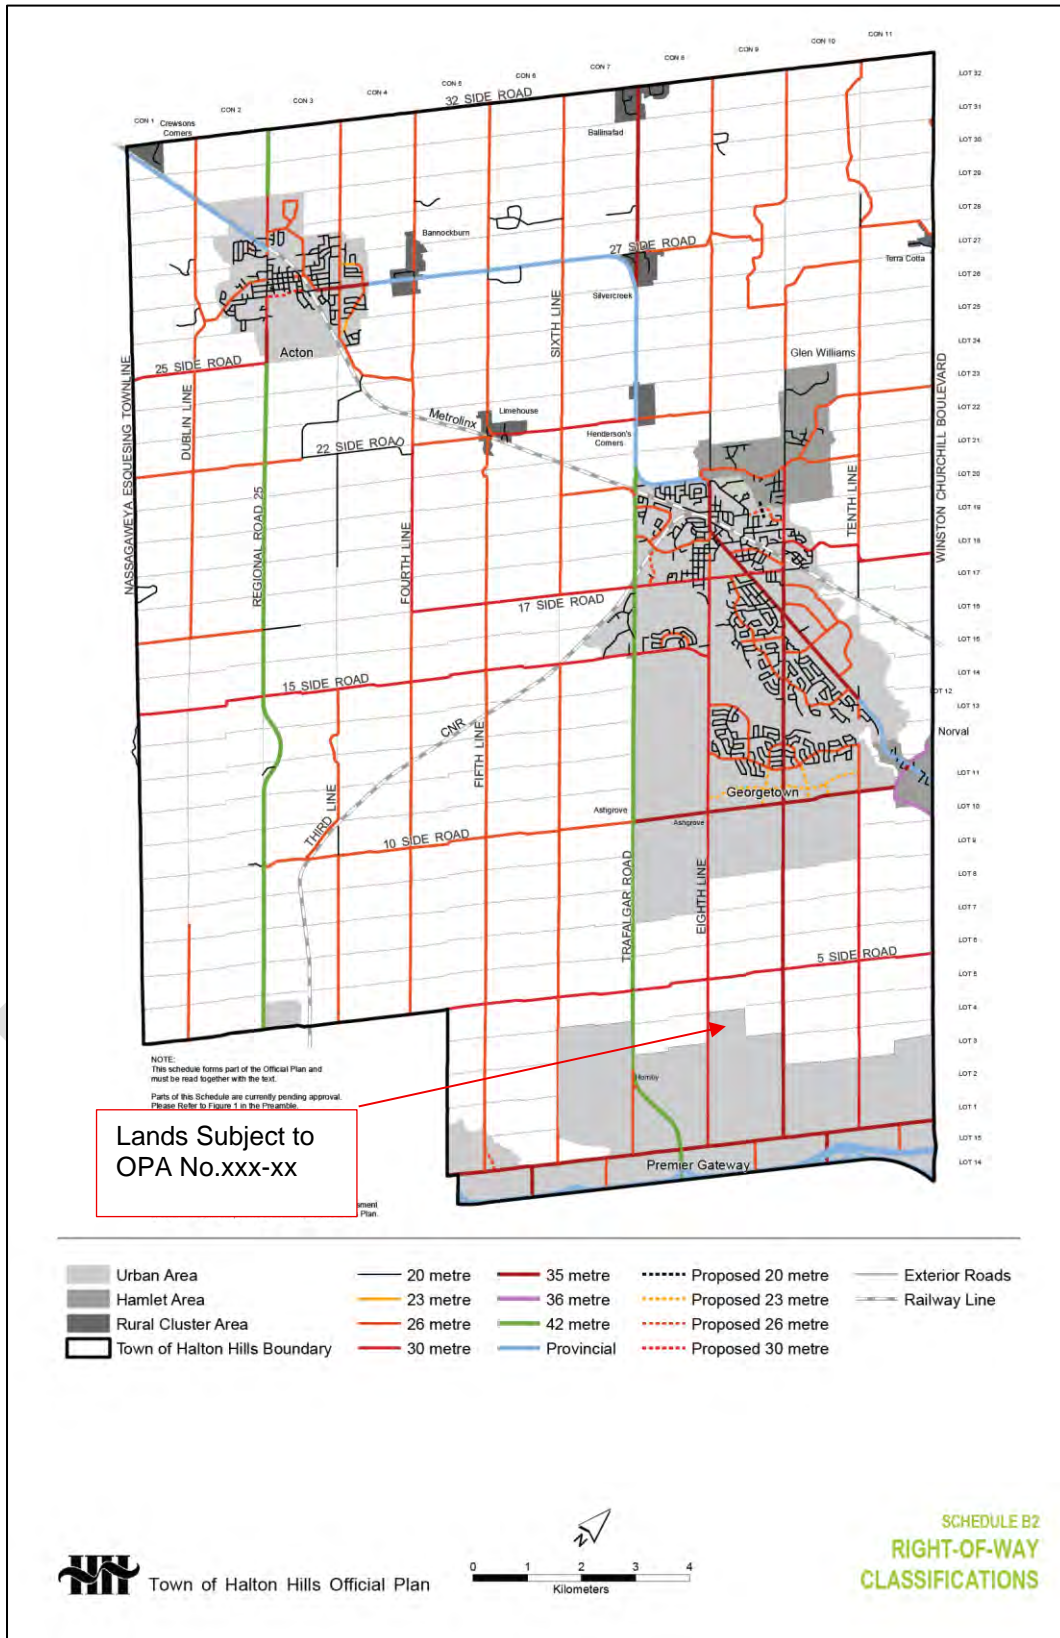 CON 1
CON 2
CON 3
CON 4
CON 5
CON 6
CON 7
CON 8
CON 9
CON 10
CON 11
32 SIDE ROAD
Crewsons
Corners
Ballinafad
Bannockburn
27 SIDE ROAD
Terra Cotta
Silvercreek
Acton
25 SIDE ROAD
SIXTH LINE
Glen Williams
NASSAGAWEYA ESQUESING TOWNLINE
DUBLIN LINE
Metrolinx
Limehouse
22 SIDE ROAD
Henderson's
Corners
REGIONAL ROAD 25
FOURTH LINE
TENTH LINE
WINSTON CHURCHILL BOULEVARD
17 SIDE ROAD
15 SIDE ROAD
CNR
FIFTH LINE
THIRD LINE
10 SIDE ROAD
Norval
Georgetown
Ashgrove
Ashgrove
TRAFALGAR ROAD
EIGHTH LINE
5 SIDE ROAD
Hornby
Premier Gateway
LOT 32
LOT 31
LOT 30
LOT 29
LOT 28
LOT 27
LOT 26
LOT 25
LOT 24
LOT 23
LOT 22
LOT 21
LOT 20
LOT 19
LOT 18
LOT 17
LOT 16
LOT 15
LOT 14
LOT 12
LOT 13
LOT 11
LOT 10
LOT 9
LOT 8
LOT 7
LOT 6
LOT 5
LOT 4
LOT 3
LOT 2
LOT 1
LOT 15
LOT 14
NOTE:
This schedule forms part of the Official Plan and
must be read together with the text.
Parts of this Schedule are currently pending approval.
Please Refer to Figure 1 in the Preamble.
Lands Subject to
OPA No.xxx-xx
Plan.
Urban Area
Hamlet Area
Rural Cluster Area
Town of Halton Hills Boundary
20 metre
23 metre
26 metre
30 metre
35 metre
36 metre
42 metre
Provincial
Proposed 20 metre
Proposed 23 metre
Proposed 26 metre
Proposed 30 metre
Exterior Roads
Railway Line
Town of Halton Hills Official Plan
N
0 1 2 3 4
Kilometers
SCHEDULE B2
RIGHT-OF-WAY
CLASSIFICATIONS